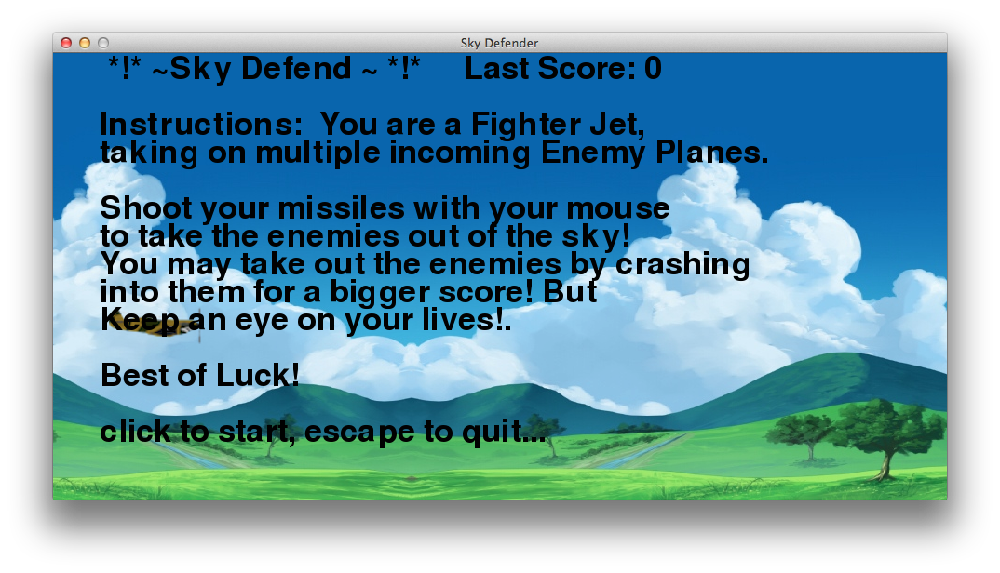 Sky Defender
*!* ~Sky Defend ~ *!* Last Score: 0
Instructions: You are a Fighter Jet,
taking on multiple incoming Enemy Planes.
Shoot your missiles with your mouse
to take the enemies out of the sky!
You may take out the enemies by crashing
into them for a bigger score! But
Keep an eye on your lives!.
Best of Luck!
click to start, escape to quit...